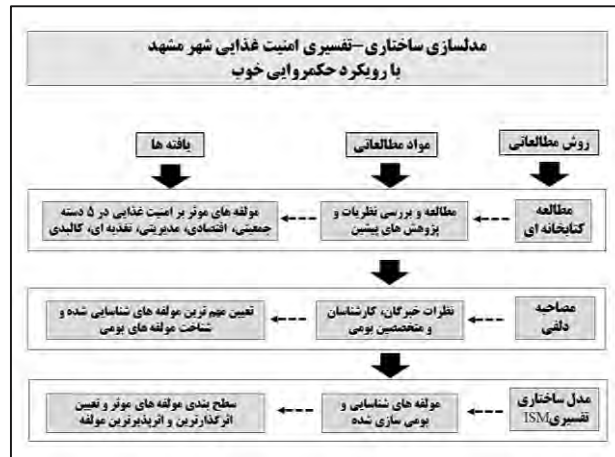 مدلسازی ساختاری-تفسیری امنیت غذایی شهر مشهد
با رویکرد حکمروایی خوب
روش مطالعاتی
مواد مطالعاتی
یافته ها
مطالعه
کتابخانه ای
مطالعه و بررسی نظریات و
پژوهش های پیشین
مولفه های موثر بر امنیت غذایی در ۵ دسته
جمعیتی، اقتصادی، مدیریتی، تغذیه ای، کالبدی
مصاحبه
دلفی
نظرات خبرگان، کارشناسان
و متخصصین بومی
تعیین مهم ترین مولفه های شناسایی شده و
شناخت مولفه های بومی
مدل ساختاری
تفسیریISM
مولفه های شناسایی و
بومی سازی شده
سطح بندی مولفه های موثر و تعیین
اثرگذارترین و اثرپذیرترین مولفه